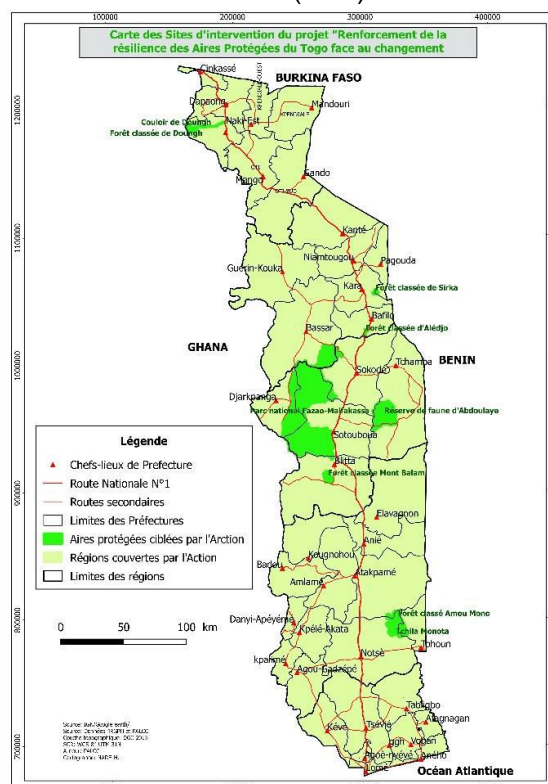 100000 200000 300000 400000
Carte des Sites d'intervention du projet "Renforcement de la
résilience des Aires Protégées du Togo face au changement
BURKINA FASO
Cinkassé
Dapaong
Mandouri
Naki-Est
Couloir de Doungh
Forêt classée de Doungh
Mango
Gando
Kanté
Niamtougou
Pagouda
Guérin-Kouka
Kara
Forêt classée de Sirka
Bafilo
Bassar
Forêt classée d'Alédjo
GHANA
BENIN
Tchamba
Sokodé
Djarkpanga
Parc national Fazao-Malfakassa
Réserve de faune d'Abdoulaye
Sotouboua
Blitta
Forêt classée Mont Balam
Elavagnon
Anié
Kougnohou
Badou
Atakpamé
Amlamé
Danyi-Apéyémé
Kpélé-Akata
Forêt classé Amou Mono
Tchila Monota
Tohoun
Notsè
kpalimé
Agou-Gadzépé
Tabligbo
Afagnagan
Kévé
Tsévié
Vogan
Aného
Lomé
Océan Atlantique
Légende
Chefs-lieux de Prefecture
Route Nationale N°1
Routes secondaires
Limites des Préfectures
Aires protégées ciblées par l'Arction
Régions couvertes par l'Action
Limites des régions
0 50 100 km
1200000
1100000
1000000
900000
800000
700000